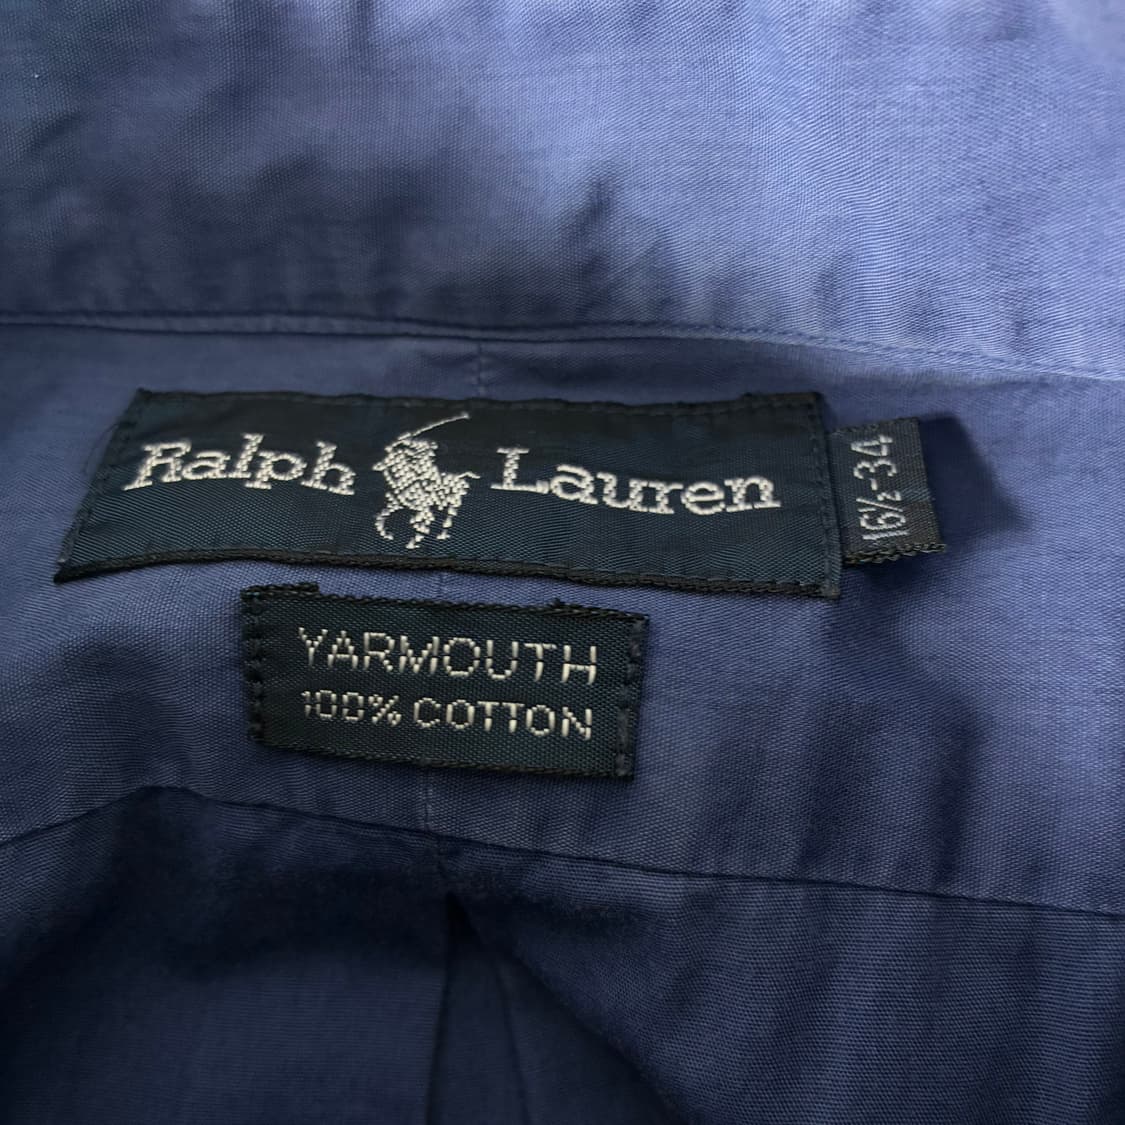 Ralph Lauren
16½-34
YARMOUTH
100% COTTON